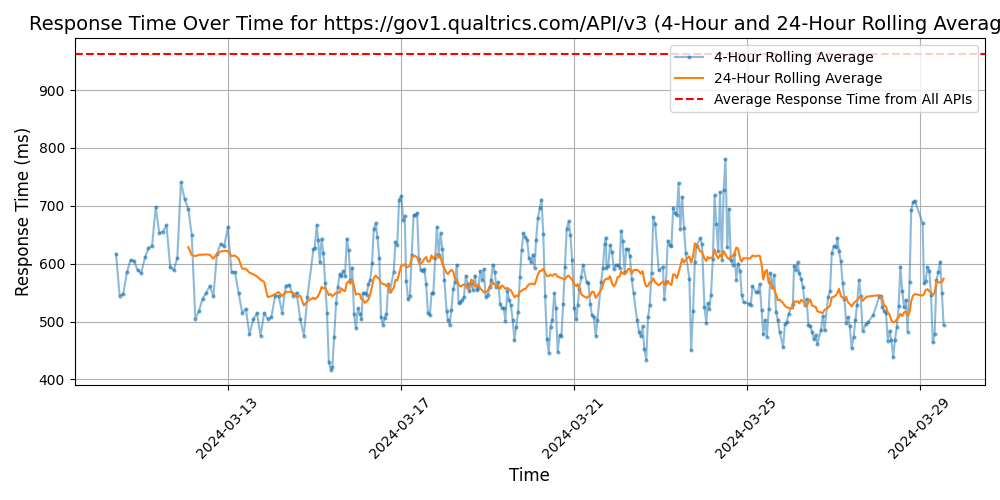 Response Time Over Time for https://gov1.qualtrics.com/API/v3 (4-Hour and 24-Hour Rolling Averag
4-Hour Rolling Average
24-Hour Rolling Average
Average Response Time from All APIs
Response Time (ms)
900
800
700
600
500
400
2024-03-13
2024-03-17
2024-03-21
2024-03-25
2024-03-29
Time